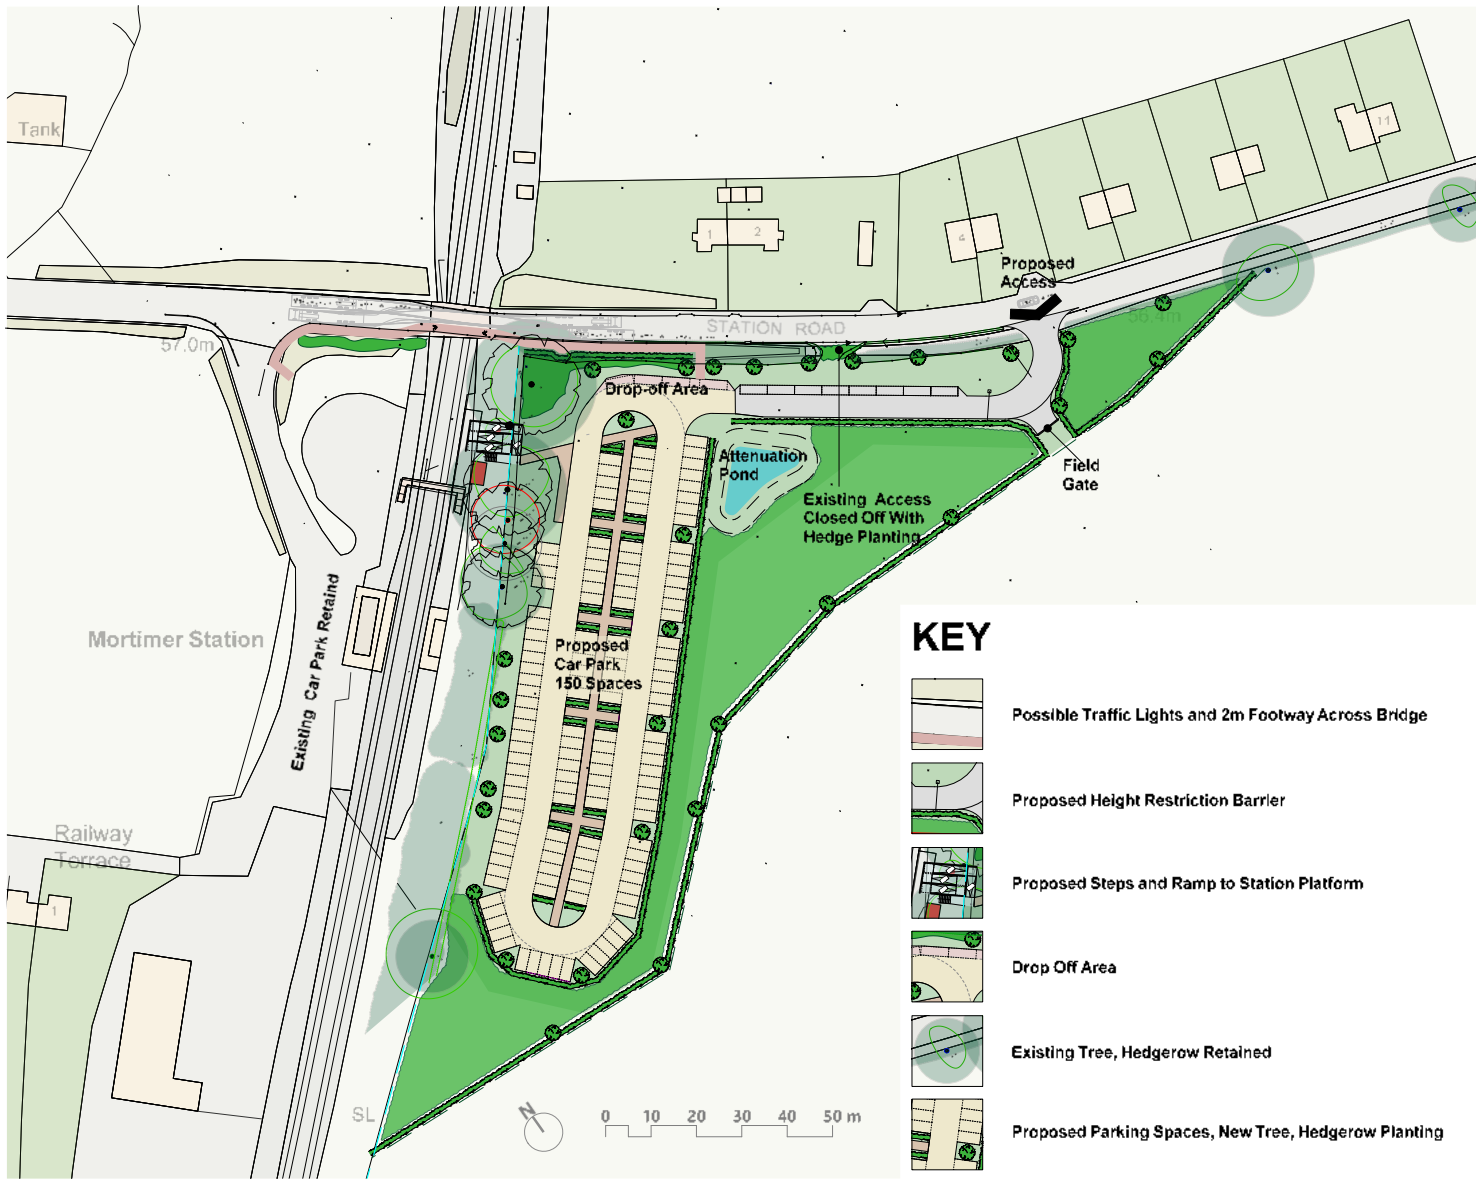 Tank
1
2
4
11
Proposed
Access
STATION ROAD
57.0m
56.4m
Drop-off Area
Attenuation
Pond
Field
Gate
Existing Access
Closed Off With
Hedge Planting
Existing Car Park Retaind
Mortimer Station
Proposed
Car Park
150 Spaces
Railway
Terrace
1
SL
N
0 10 20 30 40 50 m
KEY
Possible Traffic Lights and 2m Footway Across Bridge
Proposed Height Restriction Barrier
Proposed Steps and Ramp to Station Platform
Drop Off Area
Existing Tree, Hedgerow Retained
Proposed Parking Spaces, New Tree, Hedgerow Planting